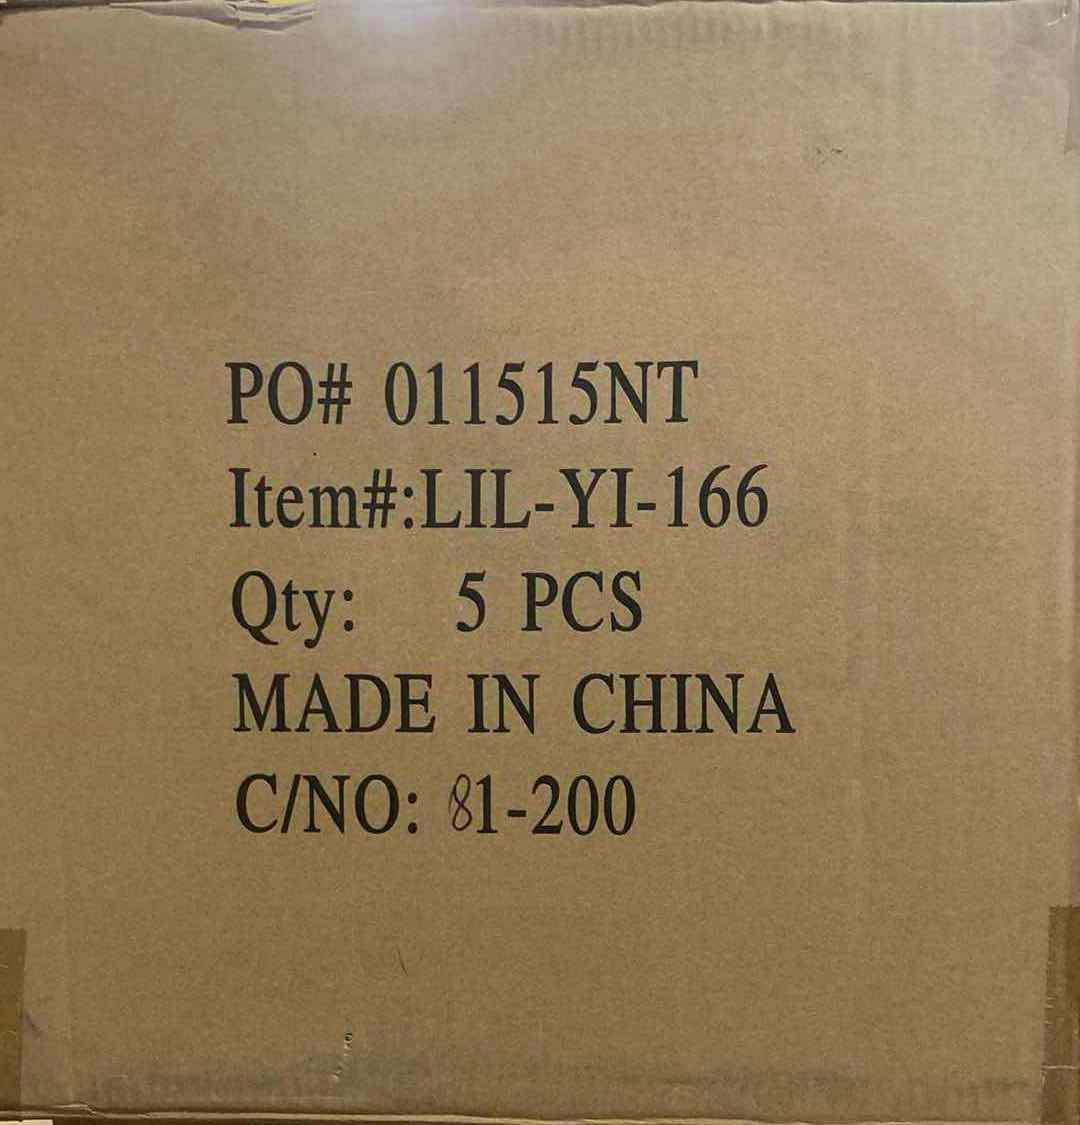 PO# 011515NT
Item#:LIL-YI-166
Qty: 5 PCS
MADE IN CHINA
C/NO: 81-200